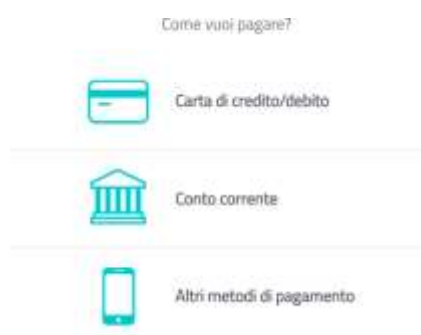 Come vuoi pagare?
Carta di credito/debito
Conto corrente
Altri metodi di pagamento